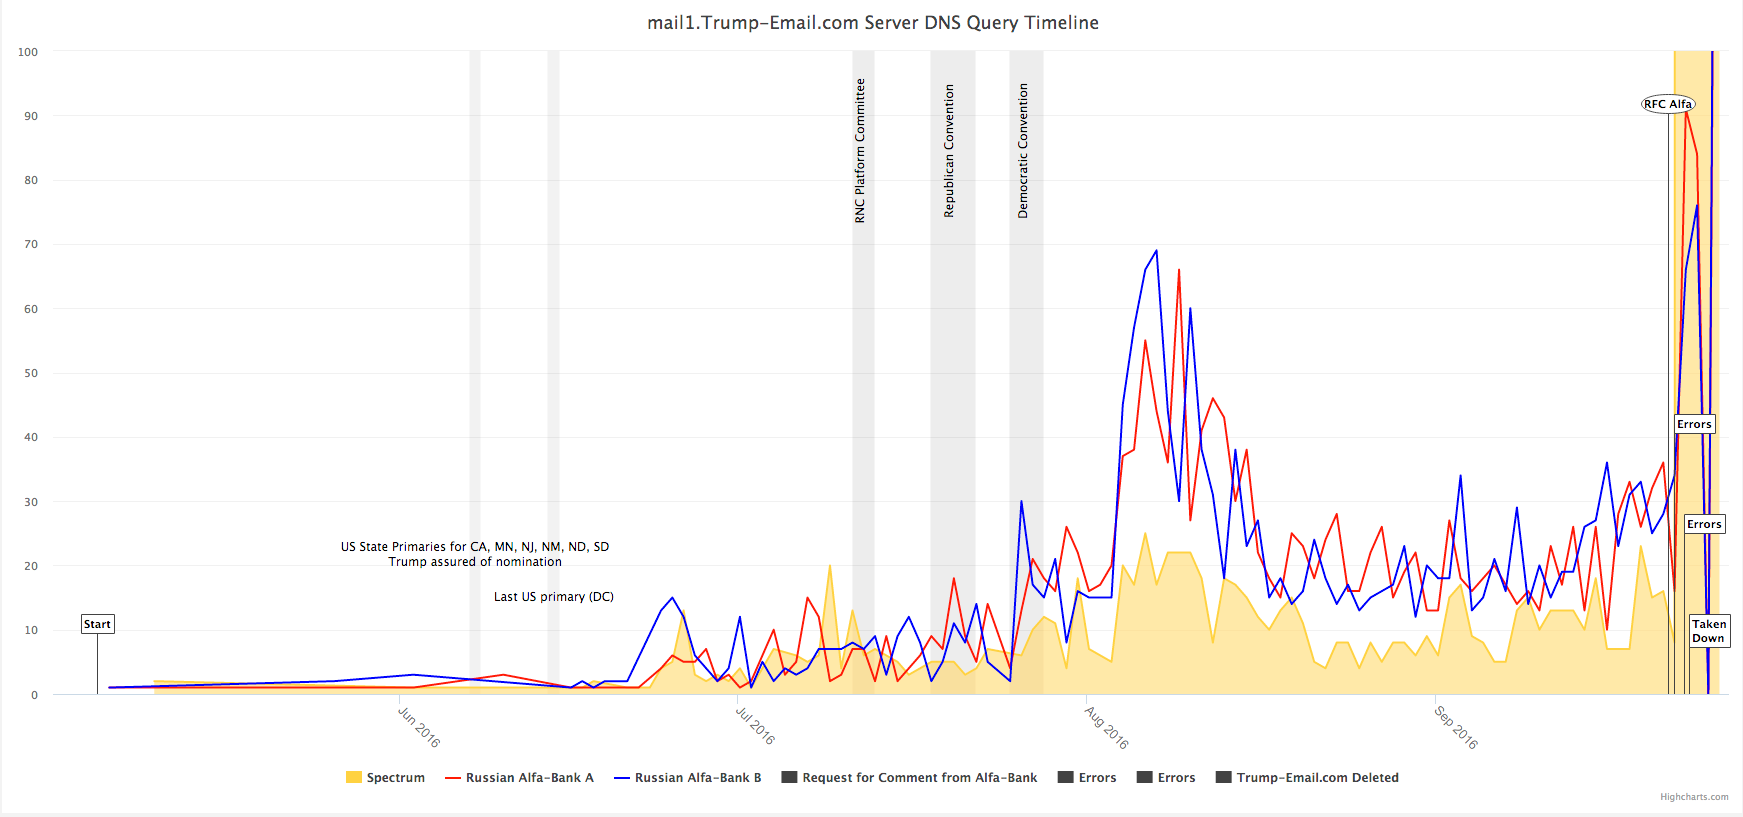 mail1.Trump-Email.com Server DNS Query Timeline
100
90
80
70
60
50
40
30
20
10
0
RNC Platform Committee
Republican Convention
Democratic Convention
RFC Alfa
Errors
Errors
Taken
Down
US State Primaries for CA, MN, NJ, NM, ND, SD
Trump assured of nomination
Last US primary (DC)
Start
Jun 2016
Jul 2016
Aug 2016
Sep 2016
Spectrum
Russian Alfa-Bank A
Russian Alfa-Bank B
Request for Comment from Alfa-Bank
Errors
Errors
Trump-Email.com Deleted
Highcharts.com